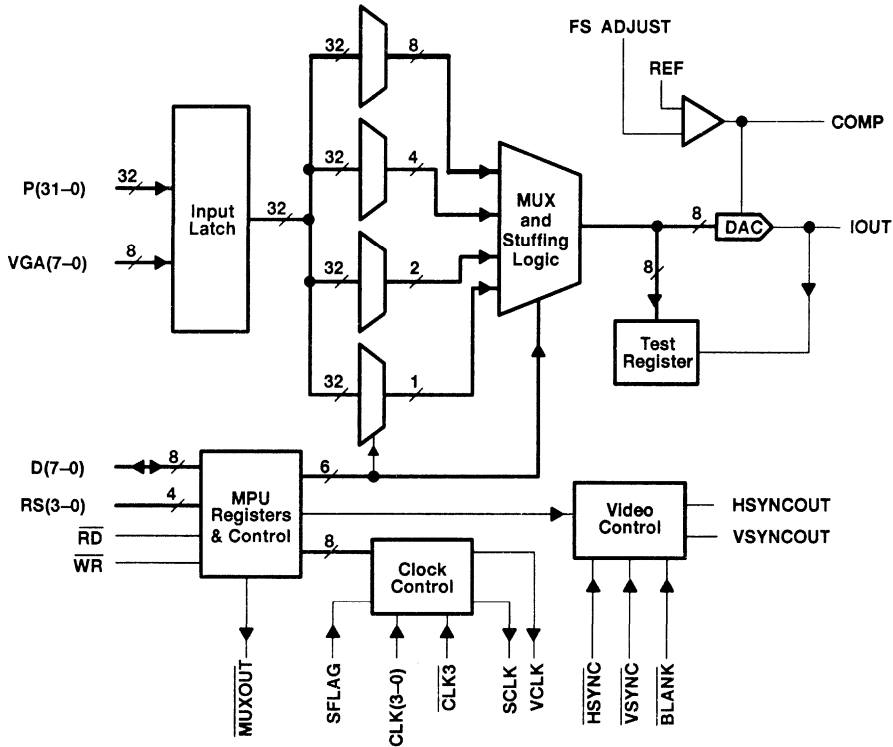 FS ADJUST
REF
COMP
32
8
P(31–0)
32
Input
Latch
32
32
4
MUX
and
Stuffing
Logic
8
DAC
IOUT
VGA(7–0)
8
32
2
8
Test
Register
32
1
D(7–0)
8
RS(3–0)
4
RD
WR
MPU
Registers
& Control
6
8
Clock
Control
Video
Control
HSYNCOUT
VSYNCOUT
MUXOUT
SFLAG
CLK(3–0)
CLK3
SCLK
VCLK
HSYNC
VSYNC
BLANK